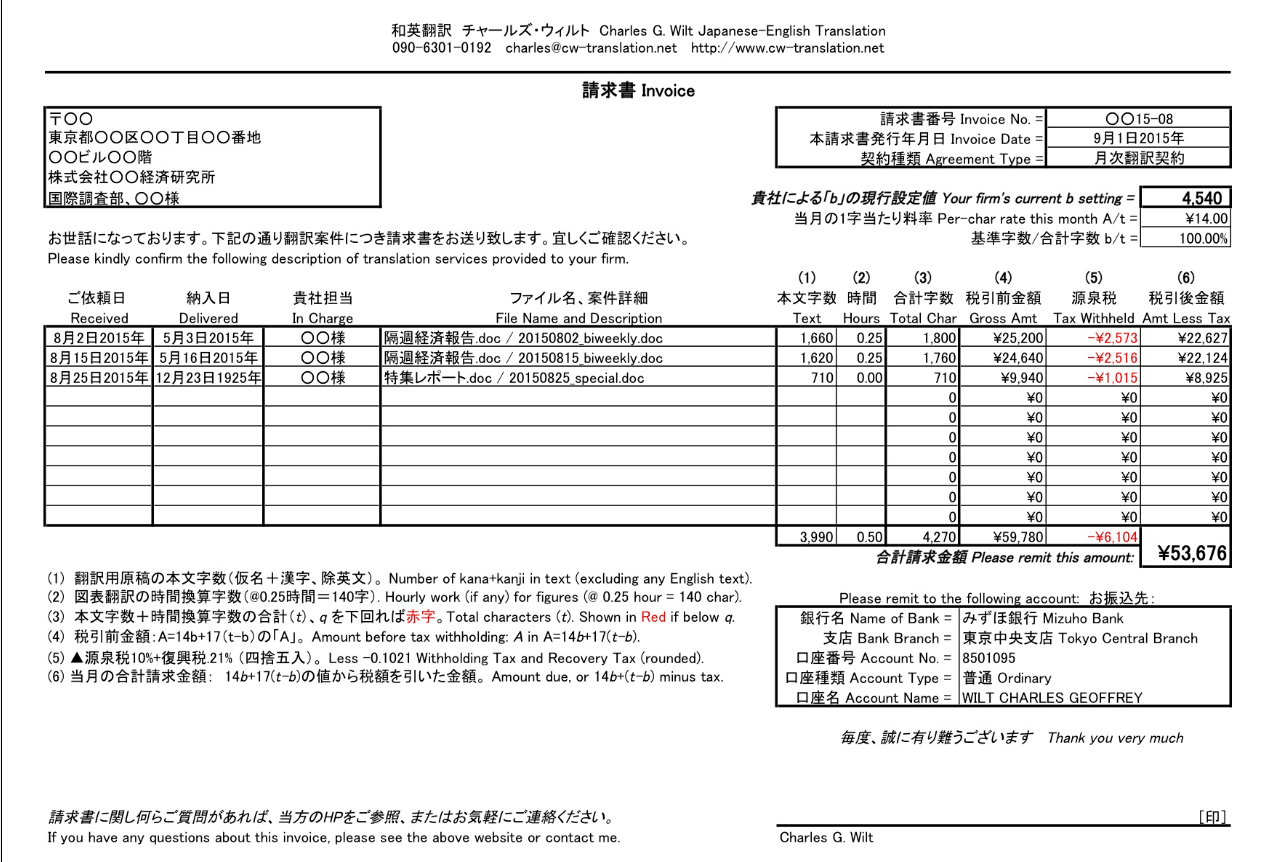 和英翻訳 チャールズ・ウィルト Charles G. Wilt Japanese-English Translation
090-6301-0192 charles@cw-translation.net http://www.cw-translation.net
請求書 Invoice
〒〇〇
東京都〇〇区〇〇丁目〇〇番地
〇〇ビル〇〇階
株式会社〇〇経済研究所
国際調査部、〇〇様
請求書番号 Invoice No. = 〇〇15-08
本請求書発行年月日 Invoice Date = 9月1日2015年
契約種類 Agreement Type = 月次翻訳契約
貴社による「b」の現行設定値 Your firm's current b setting = 4,540
当月の1字当たり料率 Per-char rate this month A/t = ¥14.00
基準字数/合計字数 b/t = 100.00%
お世話になっております。下記の通り翻訳案件につき請求書をお送り致します。宜しくご確認ください。
Please kindly confirm the following description of translation services provided to your firm.
(1) (2) (3) (4) (5) (6)
ご依頼日 納入日 貴社担当 ファイル名、案件詳細 本文字数 時間 合計字数 税引前金額 源泉税 税引後金額
Received Delivered In Charge File Name and Description Text Hours Total Char Gross Amt Tax Withheld Amt Less Tax
8月2日2015年 5月3日2015年 〇〇様 隔週経済報告.doc / 20150802_biweekly.doc 1,660 0.25 1,800 ¥25,200 -¥2,573 ¥22,627
8月15日2015年 5月16日2015年 〇〇様 隔週経済報告.doc / 20150815_biweekly.doc 1,620 0.25 1,760 ¥24,640 -¥2,516 ¥22,124
8月25日2015年 12月23日1925年 〇〇様 特集レポート.doc / 20150825_special.doc 710 0.00 710 ¥9,940 -¥1,015 ¥8,925
0 ¥0 ¥0 ¥0
0 ¥0 ¥0 ¥0
0 ¥0 ¥0 ¥0
0 ¥0 ¥0 ¥0
0 ¥0 ¥0 ¥0
0 ¥0 ¥0 ¥0
0 ¥0 ¥0 ¥0
3,990 0.50 4,270 ¥59,780 -¥6,104
合計請求金額 Please remit this amount: ¥53,676
(1) 翻訳用原稿の本文字数(仮名＋漢字、除英文)。 Number of kana+kanji in text (excluding any English text).
(2) 図表翻訳の時間換算字数(@0.25時間＝140字). Hourly work (if any) for figures (@ 0.25 hour = 140 char).
(3) 本文字数＋時間換算字数の合計(t)、q を下回れば赤字。Total characters (t). Shown in Red if below q.
(4) 税引前金額:A=14b+17(t-b)の「A」。 Amount before tax withholding: A in A=14b+17(t-b).
(5) ▲源泉税10%+復興税.21% (四捨五入)。 Less -0.1021 Withholding Tax and Recovery Tax (rounded).
(6) 当月の合計請求金額: 14b+17(t-b)の値から税額を引いた金額。 Amount due, or 14b+(t-b) minus tax.
Please remit to the following account: お振込先:
銀行名 Name of Bank = みずほ銀行 Mizuho Bank
支店 Bank Branch = 東京中央支店 Tokyo Central Branch
口座番号 Account No. = 8501095
口座種類 Account Type = 普通 Ordinary
口座名 Account Name = WILT CHARLES GEOFFREY
毎度、誠に有り難うございます Thank you very much
請求書に関し何らご質問があれば、当方のHPをご参照、またはお気軽にご連絡ください。
If you have any questions about this invoice, please see the above website or contact me.
[印]
Charles G. Wilt